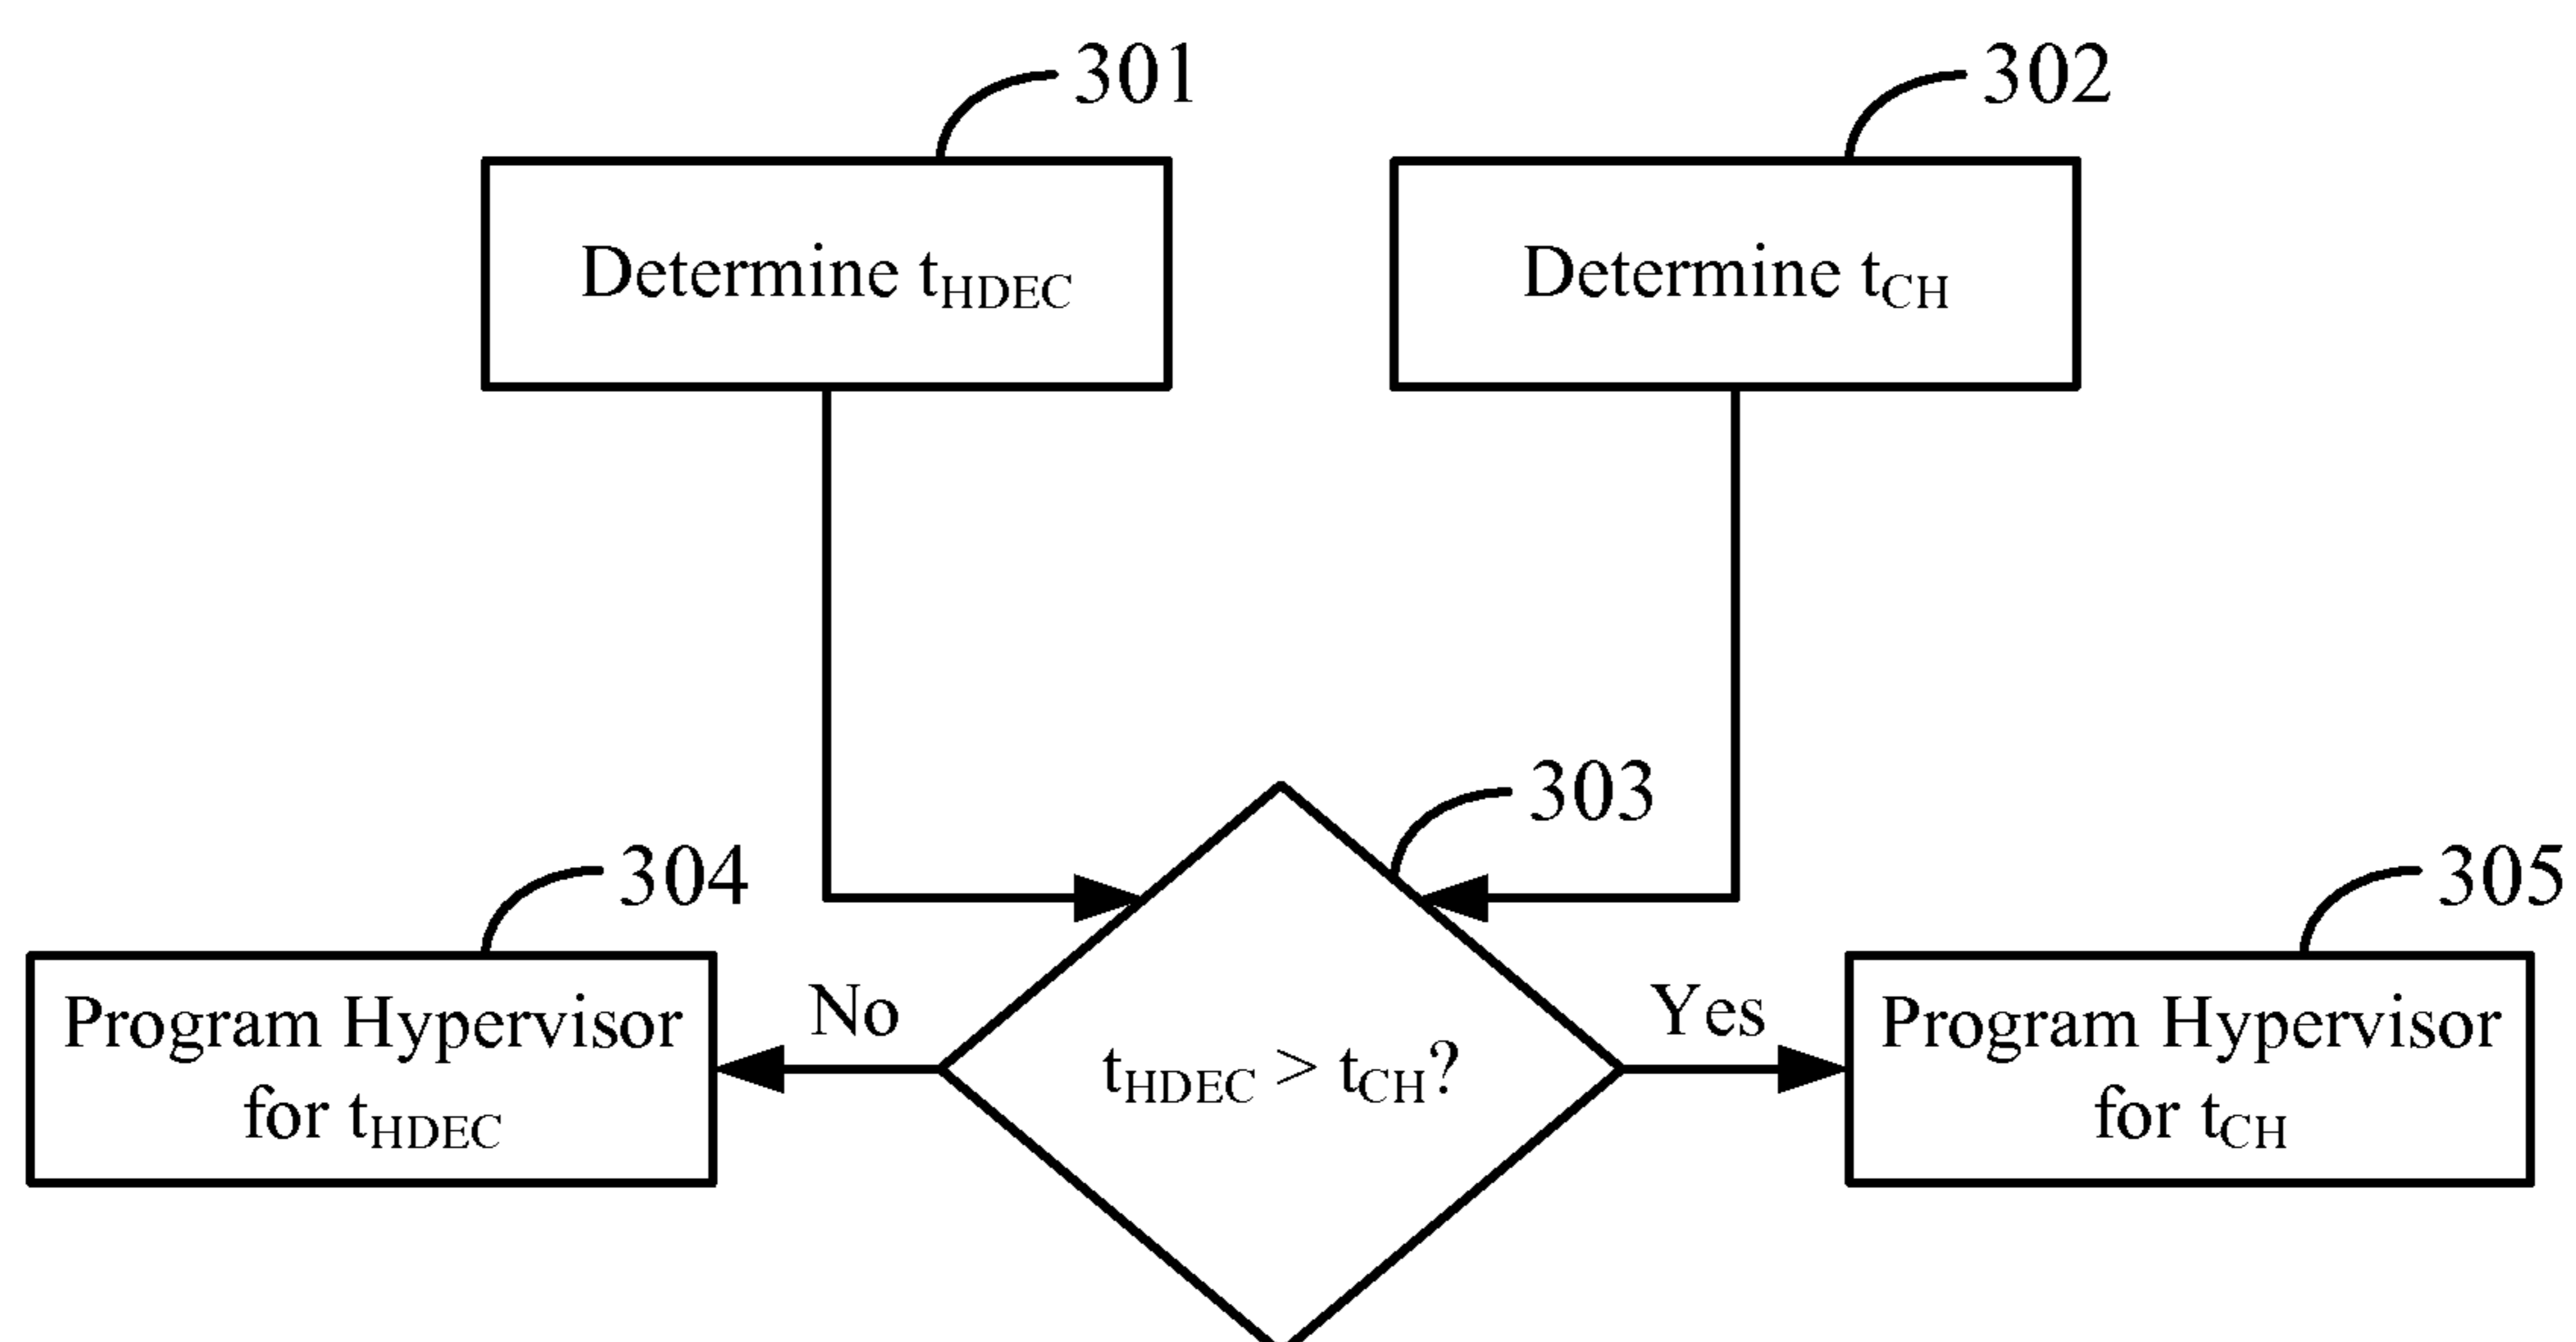 301
302
Determine tHDEC
Determine tCH
303
304
305
No
Yes
Program Hypervisor
for tHDEC
tHDEC > tCH?
Program Hypervisor
for tCH